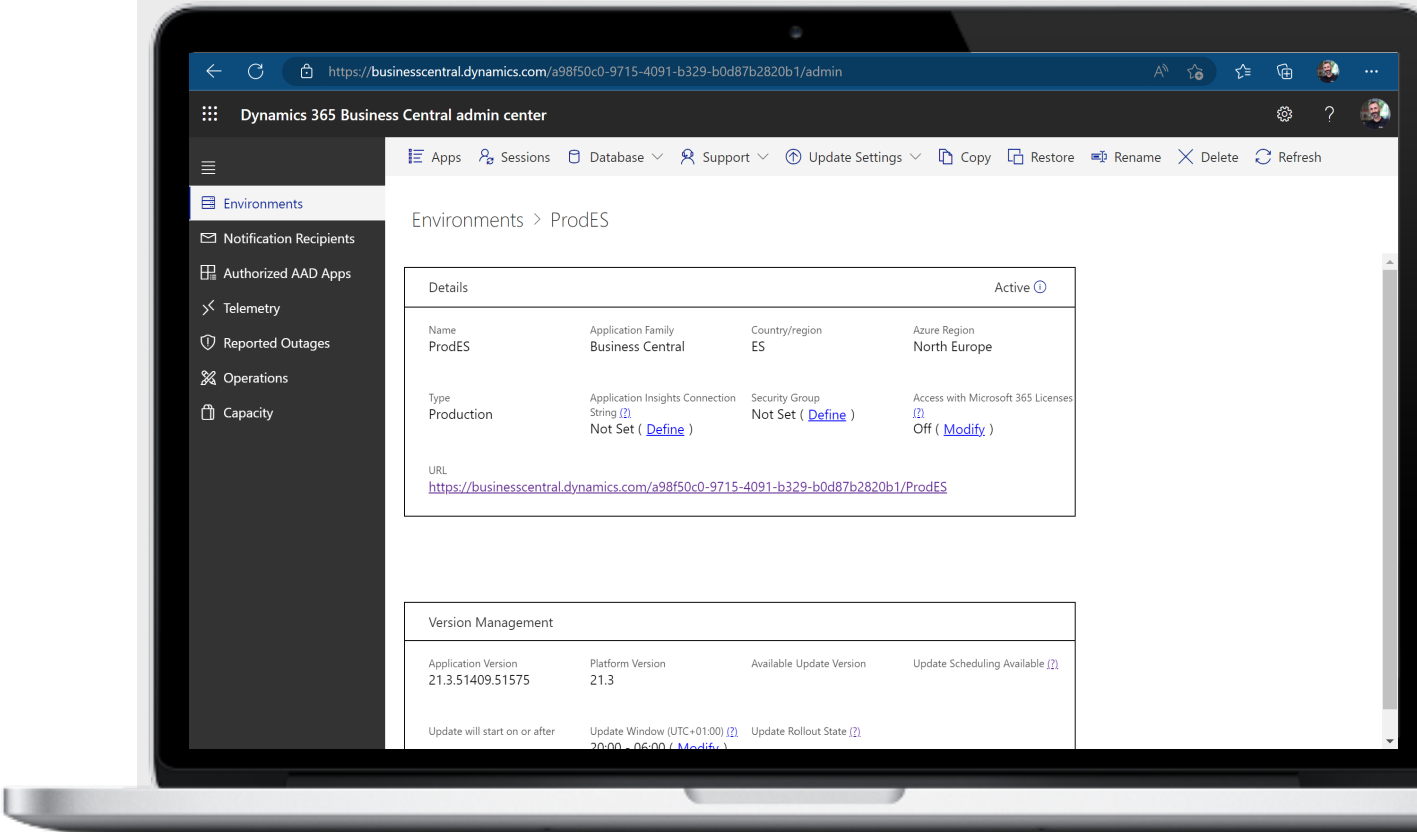 https://businesscentral.dynamics.com/a98f50c0-9715-4091-b329-b0d87b2820b1/admin
Dynamics 365 Business Central admin center
?
Apps Sessions Database Support Update Settings Copy Restore Rename Delete Refresh
Environments
Notification Recipients
Authorized AAD Apps
Telemetry
Reported Outages
Operations
Capacity
Environments > ProdES
Details Active
Name Application Family Country/region Azure Region
ProdES Business Central ES North Europe
Type Application Insights Connection Security Group Access with Microsoft 365 Licenses
String (?) (?)
Production Not Set ( Define ) Not Set ( Define ) Off ( Modify )
URL
https://businesscentral.dynamics.com/a98f50c0-9715-4091-b329-b0d87b2820b1/ProdES
Version Management
Application Version Platform Version Available Update Version Update Scheduling Available (?)
21.3.51409.51575 21.3
Update will start on or after Update Window (UTC+01:00) (?) Update Rollout State (?)
20:00 - 06:00 ( Modify )